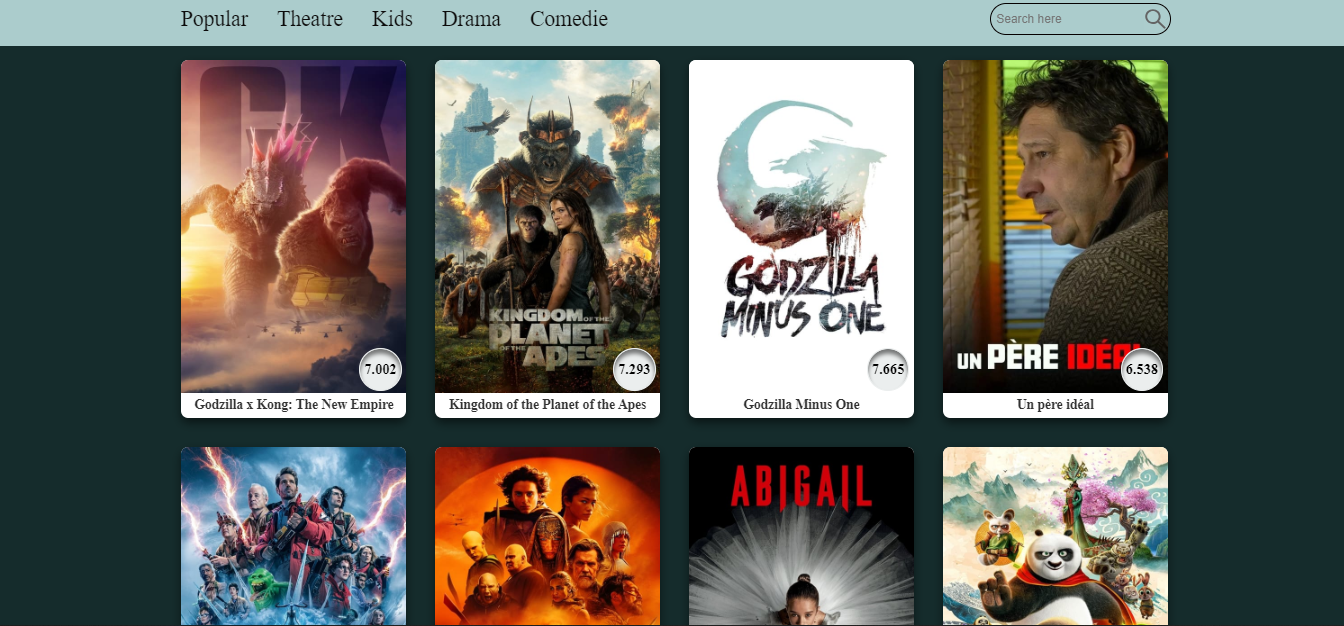 Popular Theatre Kids Drama Comedie Search here
GK
KINGDOM OF THE
PLANET
OF THE APES
GODZILLA
MINUS ONE
UN PÈRE IDÉAL
7.002 7.293 7.665 6.538
Godzilla x Kong: The New Empire Kingdom of the Planet of the Apes Godzilla Minus One Un père idéal
ABIGAIL